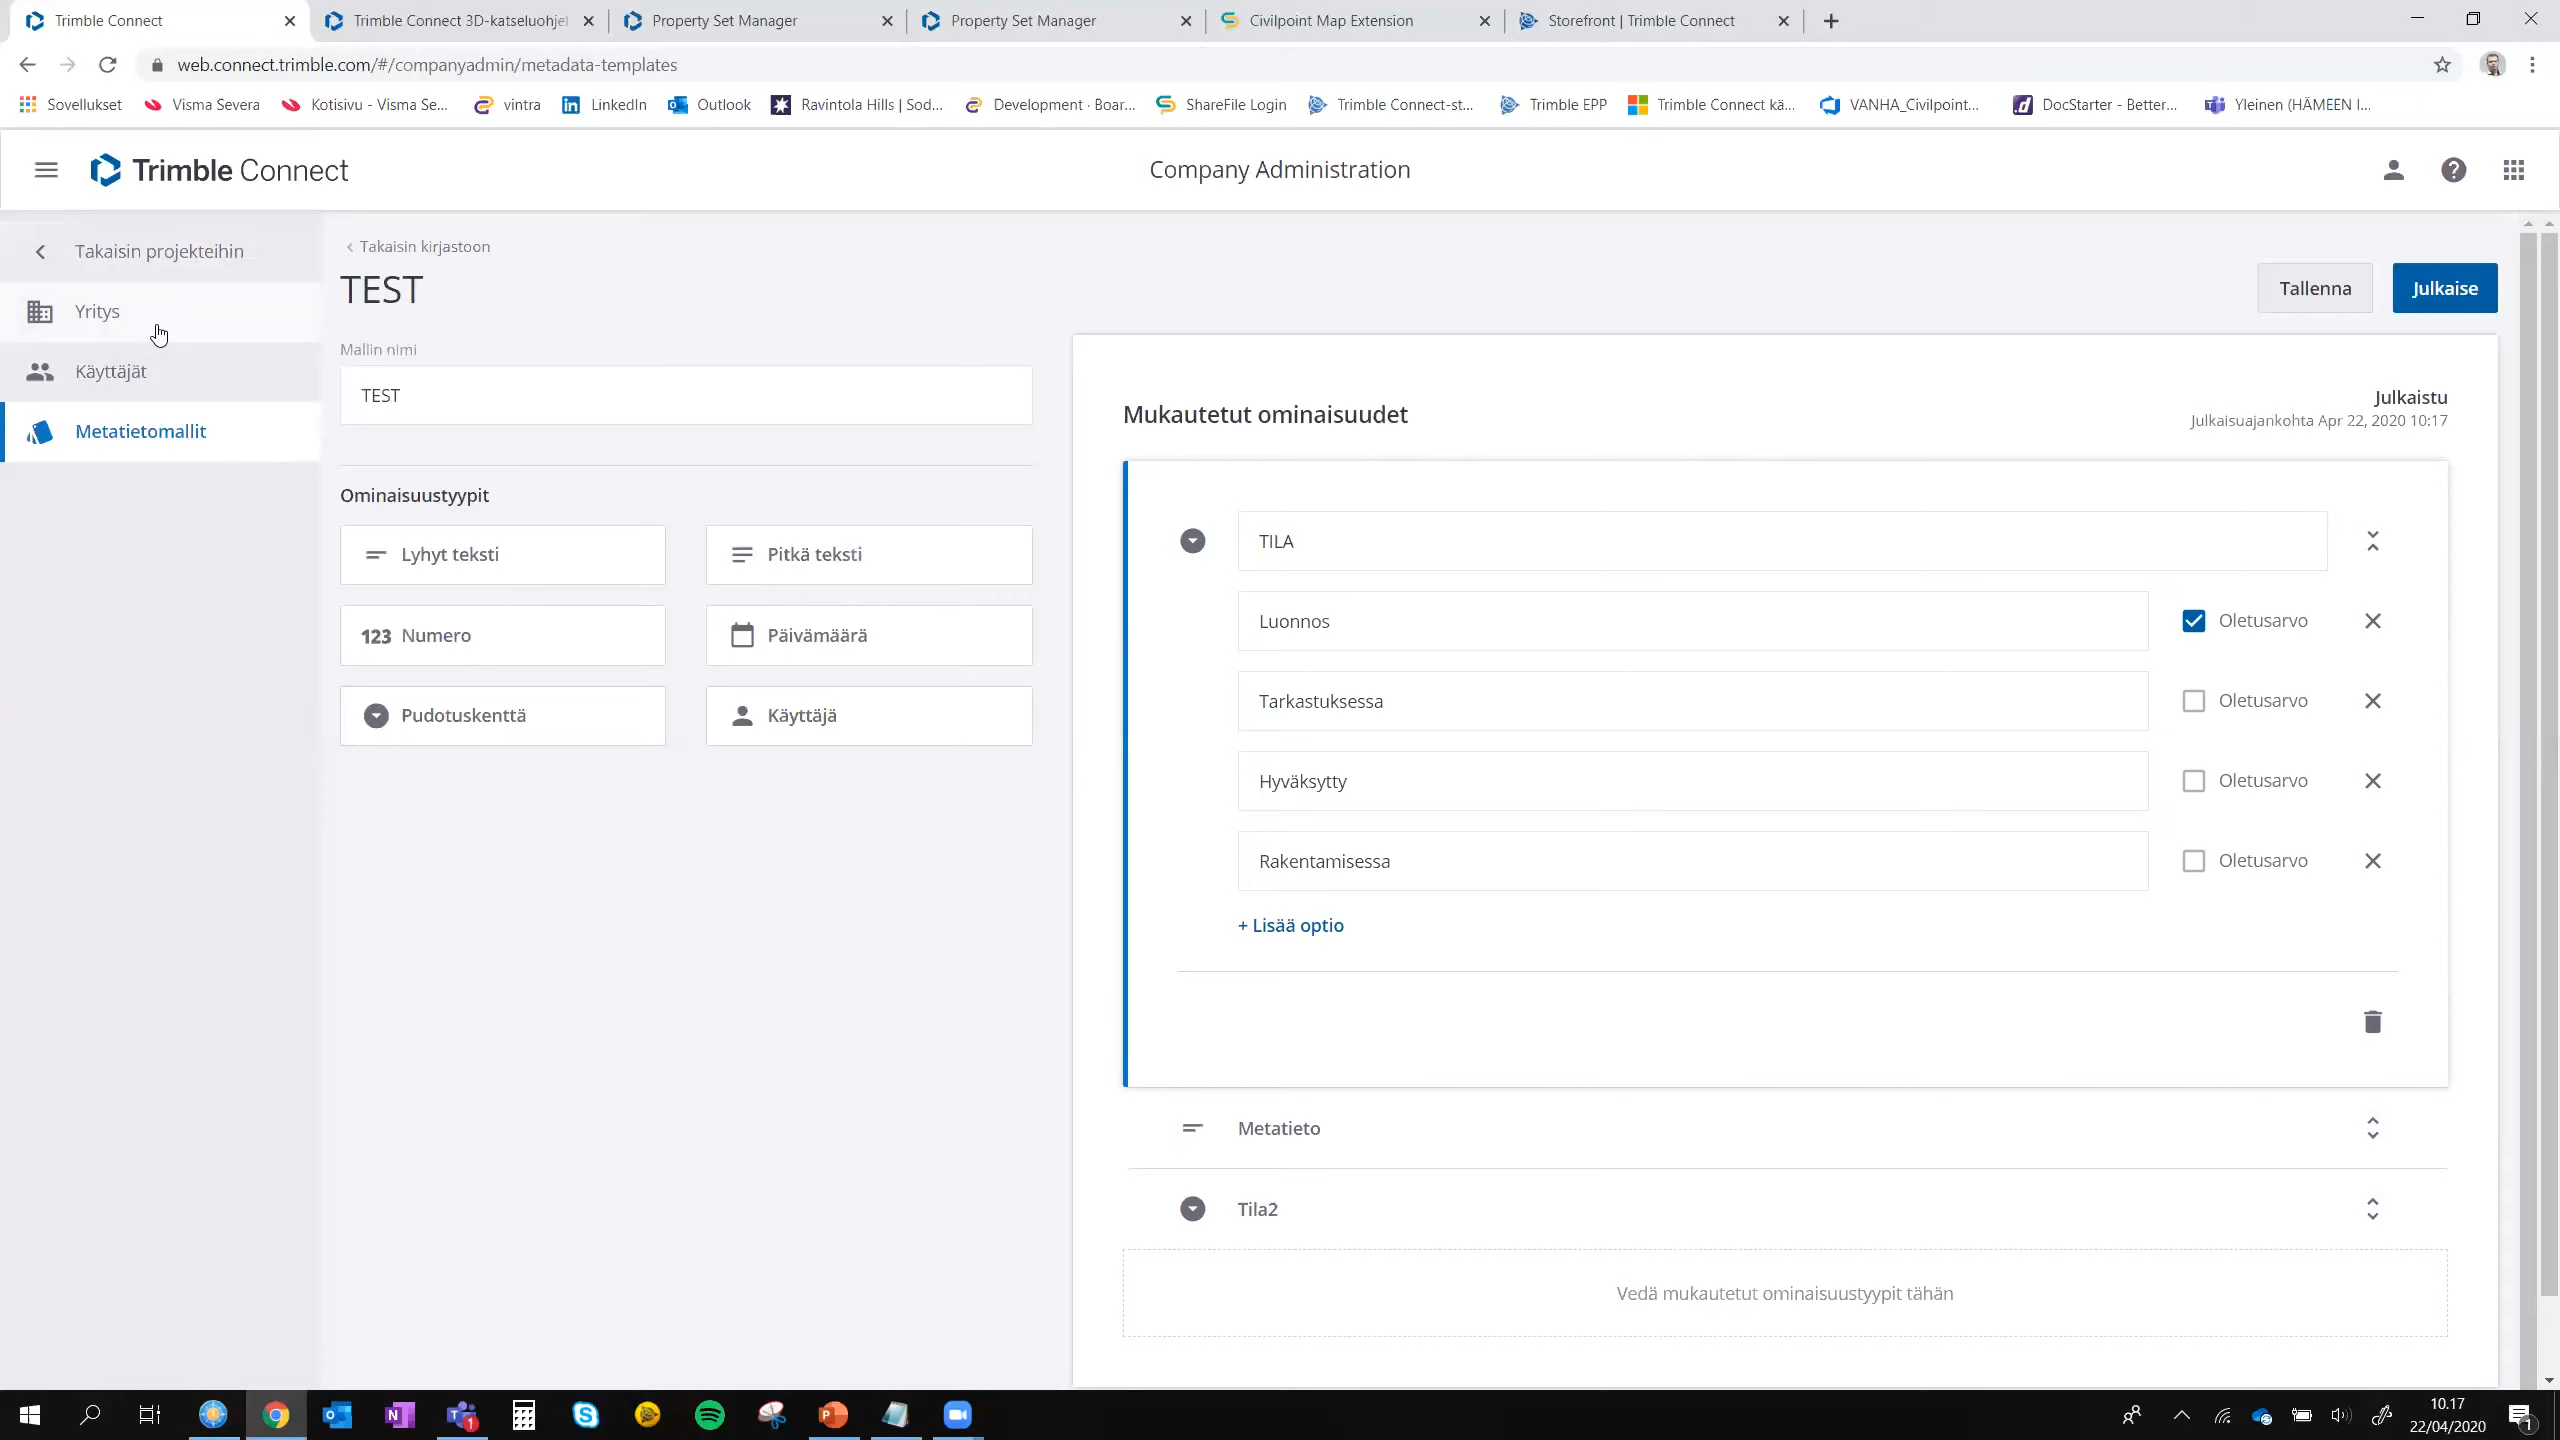 Trimble Connect
Trimble Connect 3D-katseluohjel
Property Set Manager
Property Set Manager
Civilpoint Map Extension
Storefront | Trimble Connect
web.connect.trimble.com/#/companyadmin/metadata-templates
Sovellukset
Visma Severa
Kotisivu - Visma Se...
vintra
LinkedIn
Outlook
Ravintola Hills | Sod...
Development · Boar...
ShareFile Login
Trimble Connect-st...
Trimble EPP
Trimble Connect kä...
VANHA_Civilpoint...
DocStarter - Better...
Yleinen (HÄMEEN I...
Trimble Connect
Company Administration
Takaisin projekteihin
Yritys
Käyttäjät
Metatietomallit
Takaisin kirjastoon
TEST
Tallenna
Julkaise
Mallin nimi
TEST
Ominaisuustyypit
Lyhyt teksti
Pitkä teksti
123 Numero
Päivämäärä
Pudotuskenttä
Käyttäjä
Mukautetut ominaisuudet
Julkaistu
Julkaisuajankohta Apr 22, 2020 10:17
TILA
Luonnos
Oletusarvo
Tarkastuksessa
Oletusarvo
Hyväksytty
Oletusarvo
Rakentamisessa
Oletusarvo
+ Lisää optio
Metatieto
Tila2
Vedä mukautetut ominaisuustyypit tähän
10.17
22/04/2020
1
1